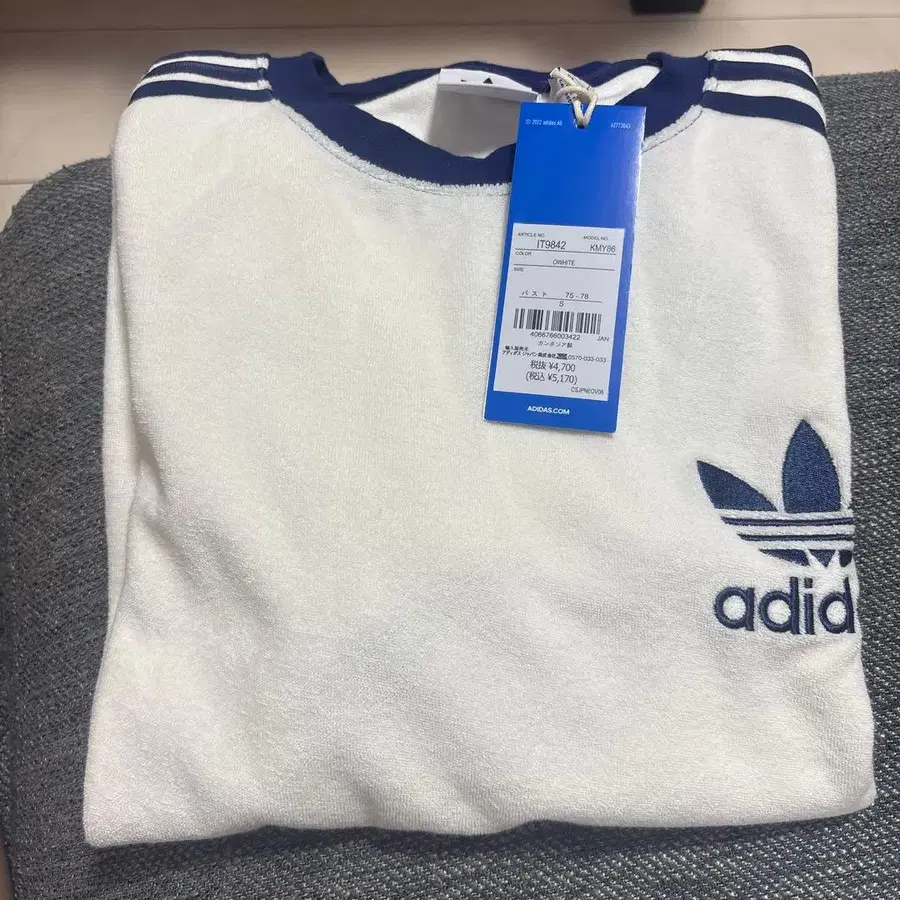 © 2022 adidas AG
ARTICLE NO.
MODEL NO.
IT9842
KMY86
COLOR
OWHITE
SIZE
バスト 75-78
S
4066766003422 JAN
カンボジア製
輸入販売元
アディダス ジャパン株式会社 0570-033-033
税抜 ¥4,700
(税込 ¥5,170)
CSJPNEOV06
ADIDAS.COM
adid